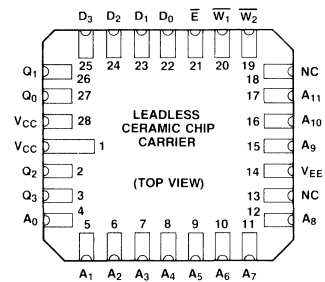 D3 D2 D1 D0 E̅ W̅1̅ W̅2̅
25 24 23 22 21 20 19
Q1 26 18 NC
Q0 27 17 A11
VCC 28 LEADLESS 16 A10
VCC 1 CERAMIC CHIP 15 A9
CARRIER
Q2 2 14 VEE
Q3 3 (TOP VIEW) 13 NC
A0 4 12 A8
5 6 7 8 9 10 11
A1 A2 A3 A4 A5 A6 A7